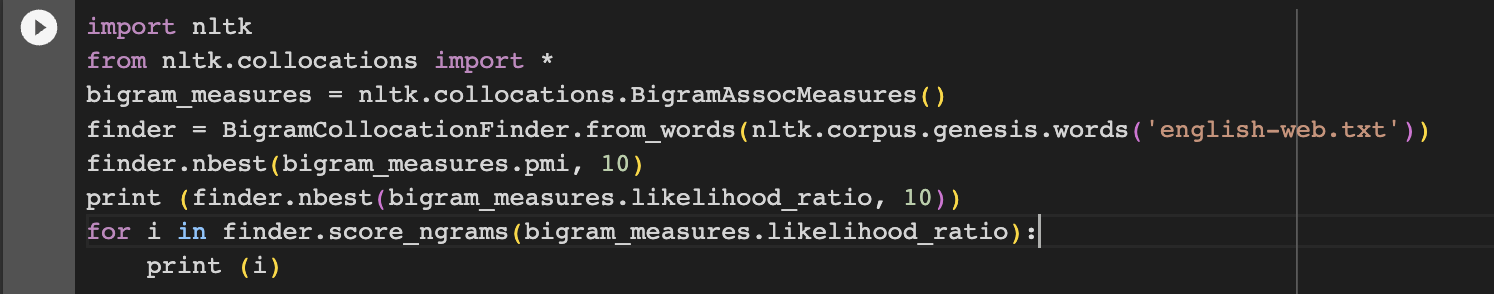 import nltk
from nltk.collocations import *
bigram_measures = nltk.collocations.BigramAssocMeasures()
finder = BigramCollocationFinder.from_words(nltk.corpus.genesis.words('english-web.txt'))
finder.nbest(bigram_measures.pmi, 10)
print (finder.nbest(bigram_measures.likelihood_ratio, 10))
for i in finder.score_ngrams(bigram_measures.likelihood_ratio):
    print (i)